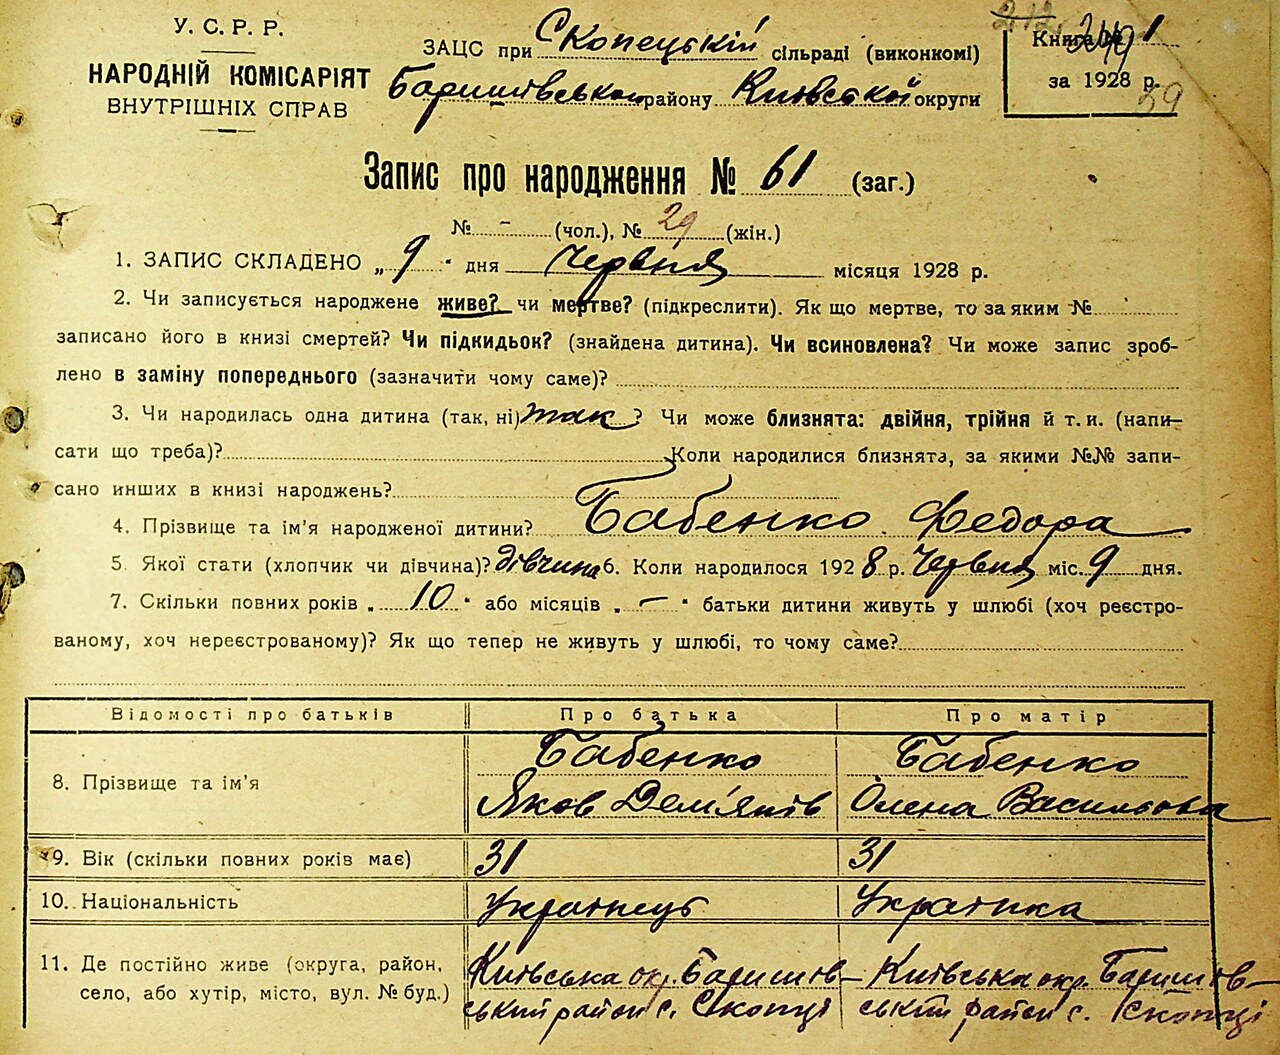 У. С. Р. Р.
НАРОДНІЙ КОМІСАРІЯТ
ВНУТРІШНІХ СПРАВ
ЗАЦС при Скопецькій сільраді (виконкомі)
Баришівського району Київської округи
Книга № 1
за 1928 р.
39
Запис про народження № 61 (заг.)
№ - (чол.), № 29 (жін.)
1. ЗАПИС СКЛАДЕНО „ 9 " дня Червня місяця 1928 р.
2. Чи записується народжене живе? чи мертве? (підкреслити). Як що мертве, то за яким №
записано його в книзі смертей? Чи підкидьок? (знайдена дитина). Чи всиновлена? Чи може запис зроб-
лено в заміну попереднього (зазначити чому саме)?
3. Чи народилась одна дитина (так, ні) так ? Чи може близнята: двійня, трійня й т. и. (напи-
сати що треба)? Коли народилися близнята, за якими №№ запи-
сано инших в книзі народжень?
4. Прізвище та ім'я народженої дитини? Бабенко Федора
5. Якої стати (хлопчик чи дівчина)? дівчина 6. Коли народилося 1928 р. Червня міс. 9 дня.
7. Скільки повних років „ 10 " або місяців „ - " батьки дитини живуть у шлюбі (хоч реєстро-
ваному, хоч нереєстрованому)? Як що тепер не живуть у шлюбі, то чому саме?
Відомості про батьків Про батька Про матір
8. Прізвище та ім'я
Бабенко
Яков Дем'янів
Бабенко
Олена Васильова
9. Вік (скільки повних років має) 31 31
10. Національність Українець Українка
11. Де постійно живе (округа, район,
село, або хутір, місто, вул. № буд.)
Київська окр. Баришів-
ський район с. Скопці
Київська окр. Баришів-
ський район с. Скопці